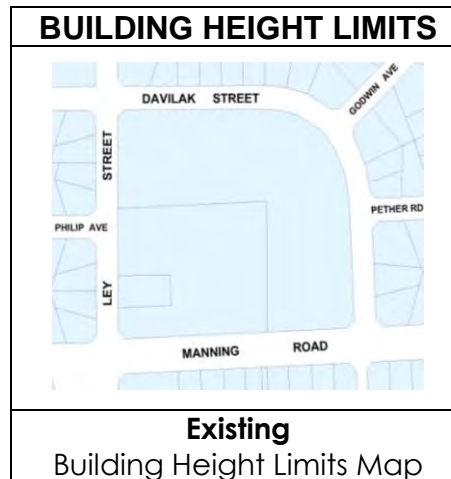 BUILDING HEIGHT LIMITS
DAVILAK STREET
GODWIN AVE
STREET
PETHER RD
PHILIP AVE
LEY
MANNING ROAD
Existing
Building Height Limits Map